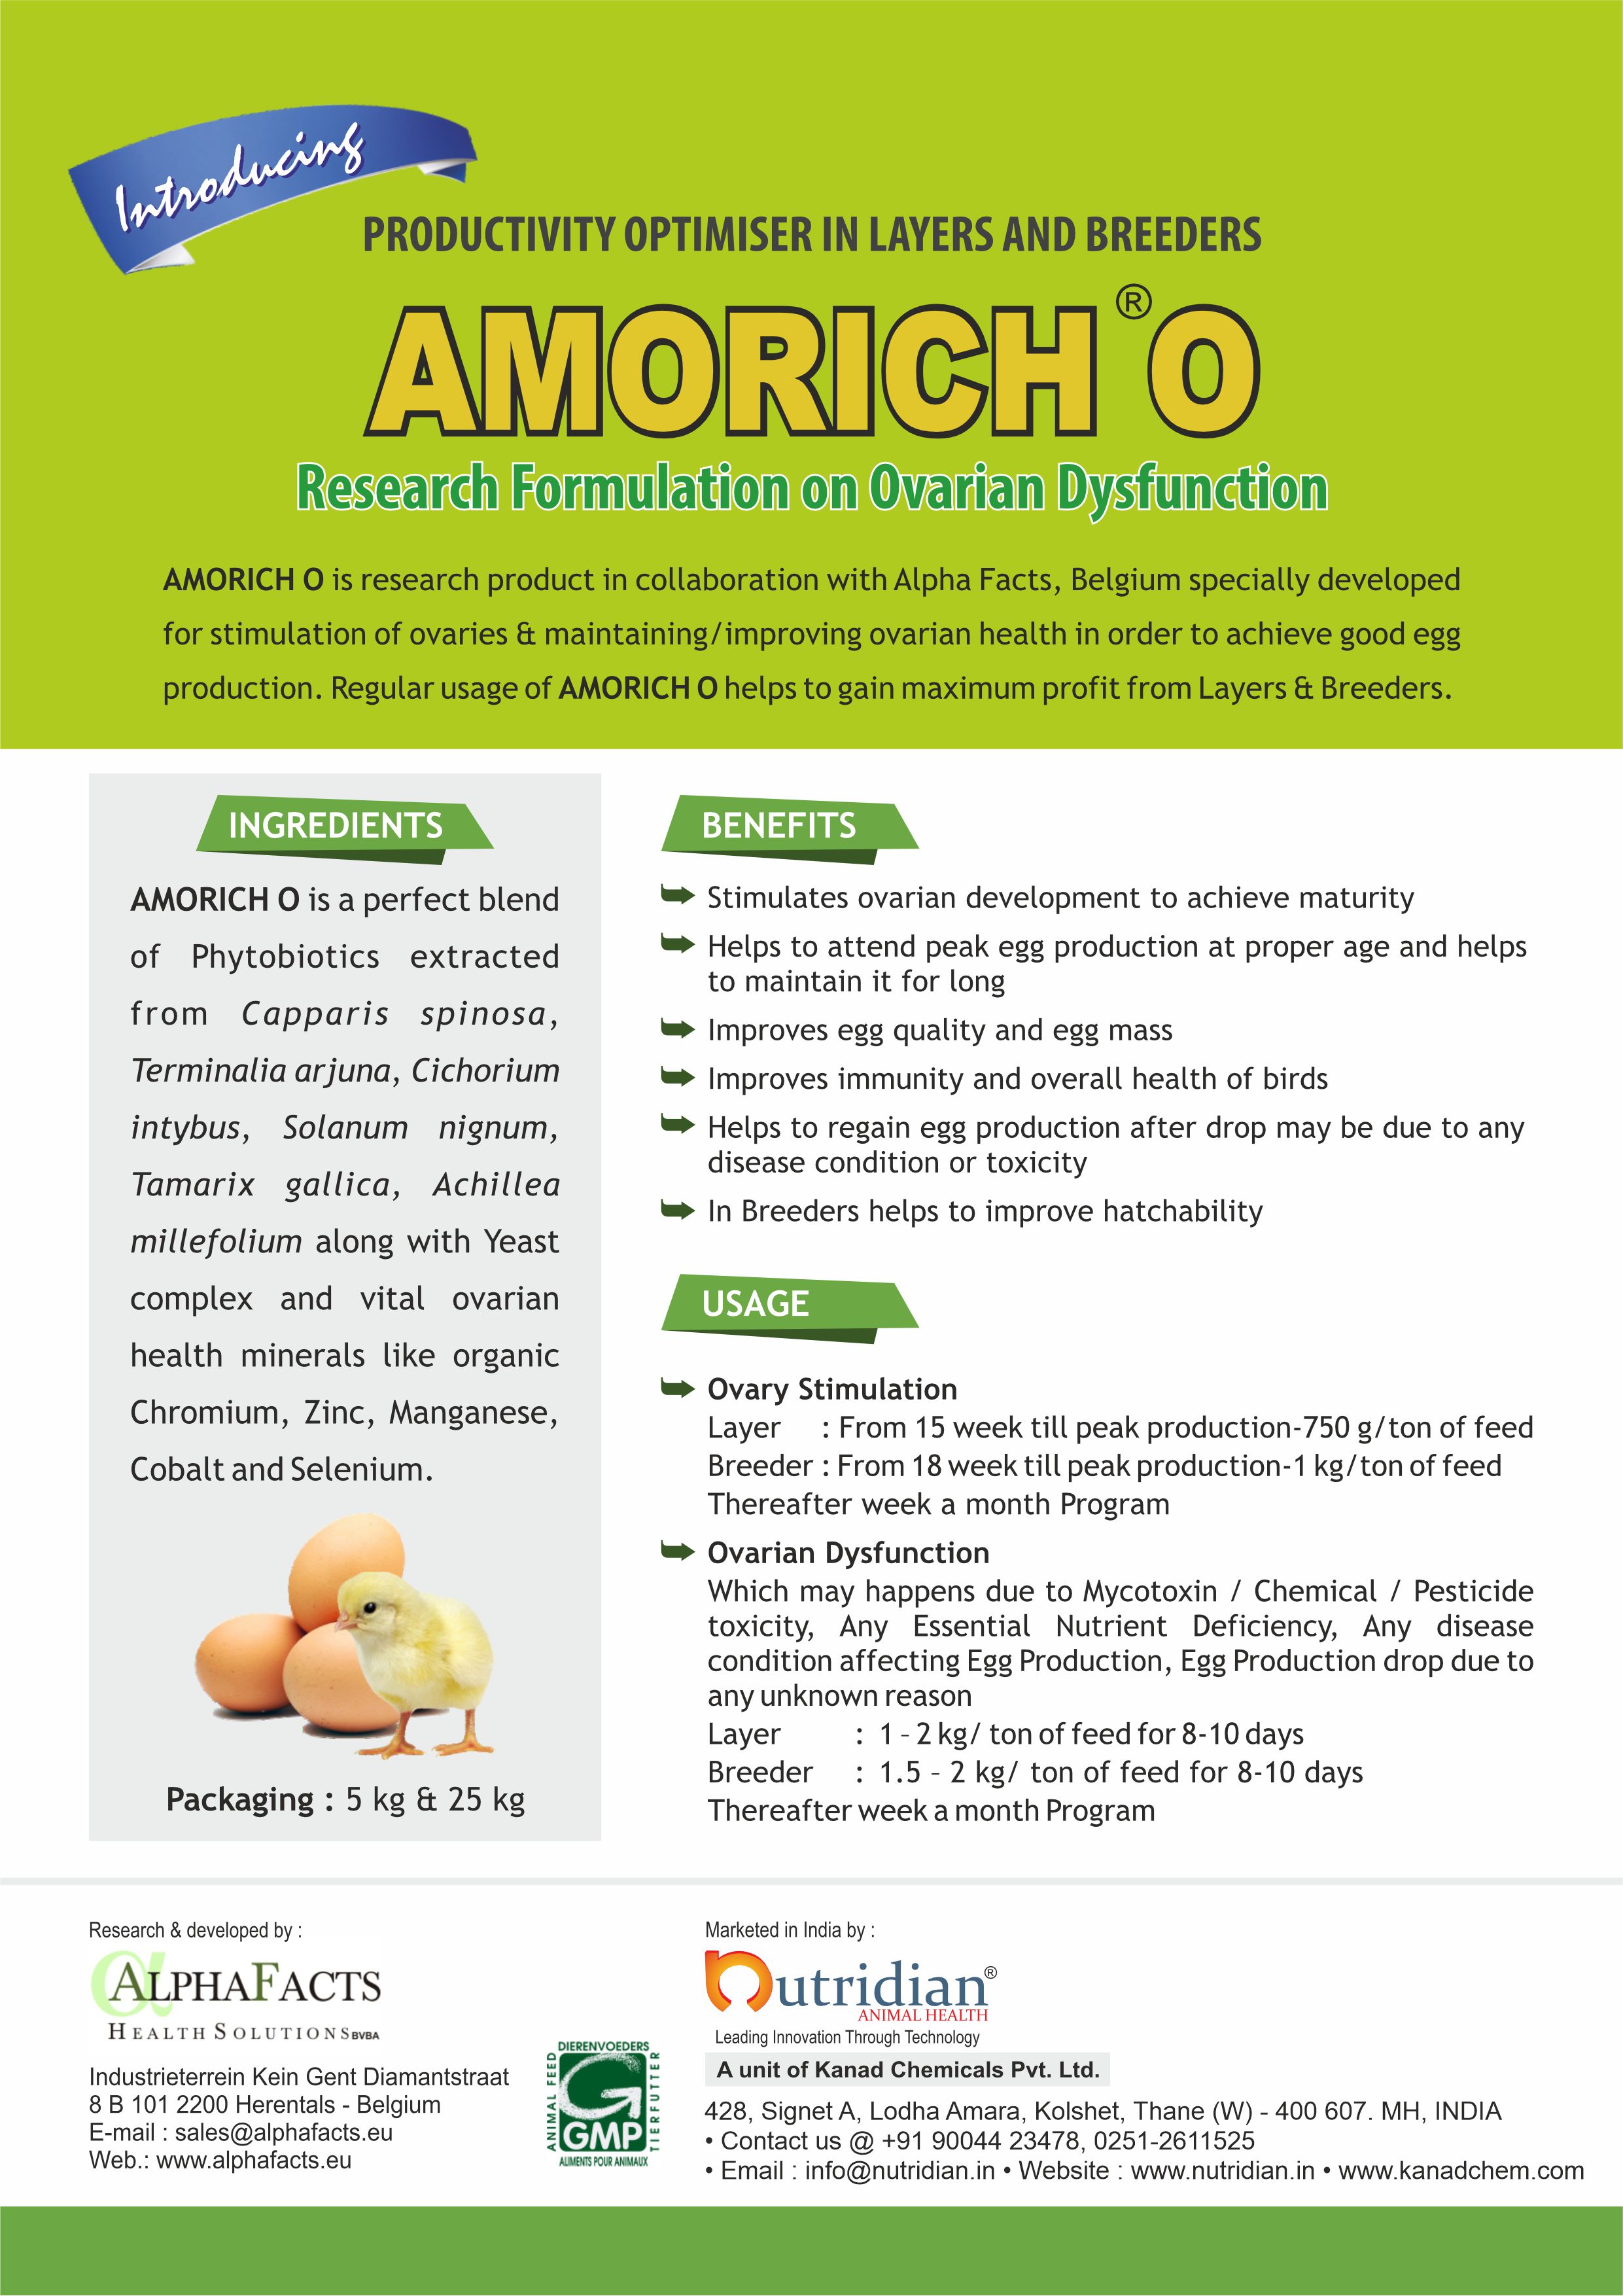 Introducing
PRODUCTIVITY OPTIMISER IN LAYERS AND BREEDERS
AMORICH ® O
Research Formulation on Ovarian Dysfunction
AMORICH O is research product in collaboration with Alpha Facts, Belgium specially developed
for stimulation of ovaries & maintaining/improving ovarian health in order to achieve good egg
production. Regular usage of AMORICH O helps to gain maximum profit from Layers & Breeders.
INGREDIENTS
AMORICH O is a perfect blend
of Phytobiotics extracted
from Capparis spinosa,
Terminalia arjuna, Cichorium
intybus, Solanum nignum,
Tamarix gallica, Achillea
millefolium along with Yeast
complex and vital ovarian
health minerals like organic
Chromium, Zinc, Manganese,
Cobalt and Selenium.
Packaging : 5 kg & 25 kg
BENEFITS
Stimulates ovarian development to achieve maturity
Helps to attend peak egg production at proper age and helps
to maintain it for long
Improves egg quality and egg mass
Improves immunity and overall health of birds
Helps to regain egg production after drop may be due to any
disease condition or toxicity
In Breeders helps to improve hatchability
USAGE
Ovary Stimulation
Layer : From 15 week till peak production-750 g/ton of feed
Breeder : From 18 week till peak production-1 kg/ton of feed
Thereafter week a month Program
Ovarian Dysfunction
Which may happens due to Mycotoxin / Chemical / Pesticide
toxicity, Any Essential Nutrient Deficiency, Any disease
condition affecting Egg Production, Egg Production drop due to
any unknown reason
Layer : 1 – 2 kg/ ton of feed for 8-10 days
Breeder : 1.5 – 2 kg/ ton of feed for 8-10 days
Thereafter week a month Program
Research & developed by :
α
ALPHAFACTS
HEALTH SOLUTIONS BVBA
Industrieterrein Kein Gent Diamantstraat
8 B 101 2200 Herentals - Belgium
E-mail : sales@alphafacts.eu
Web.: www.alphafacts.eu
DIERENVOEDERS
ANIMAL FEED
G
GMP
TIERFUTTER
ALIMENTS POUR ANIMAUX
Marketed in India by :
nutridian®
ANIMAL HEALTH
Leading Innovation Through Technology
A unit of Kanad Chemicals Pvt. Ltd.
428, Signet A, Lodha Amara, Kolshet, Thane (W) - 400 607. MH, INDIA
• Contact us @ +91 90044 23478, 0251-2611525
• Email : info@nutridian.in • Website : www.nutridian.in • www.kanadchem.com